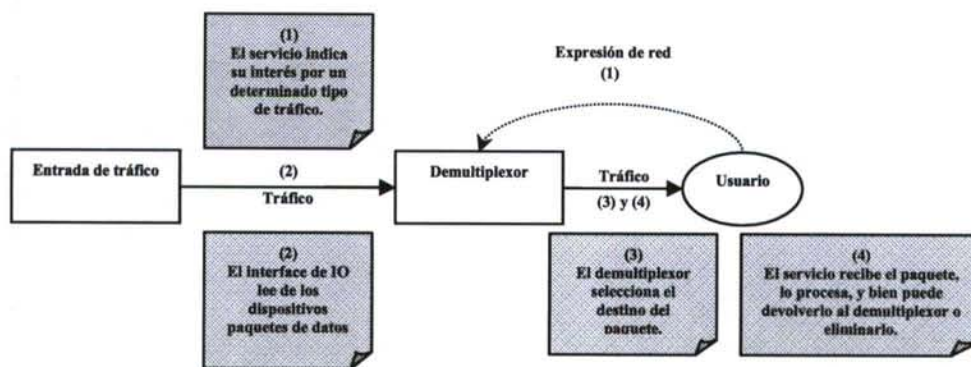 (1)
El servicio indica
su interés por un
determinado tipo
de tráfico.
Expresión de red
(1)
Entrada de tráfico
(2)
Tráfico
Demultiplexor
Tráfico
(3) y (4)
Usuario
(2)
El interface de IO
lee de los
dispositivos
paquetes de datos
(3)
El demultiplexor
selecciona el
destino del
paquete.
(4)
El servicio recibe el paquete,
lo procesa, y bien puede
devolverlo al demultiplexor o
eliminarlo.